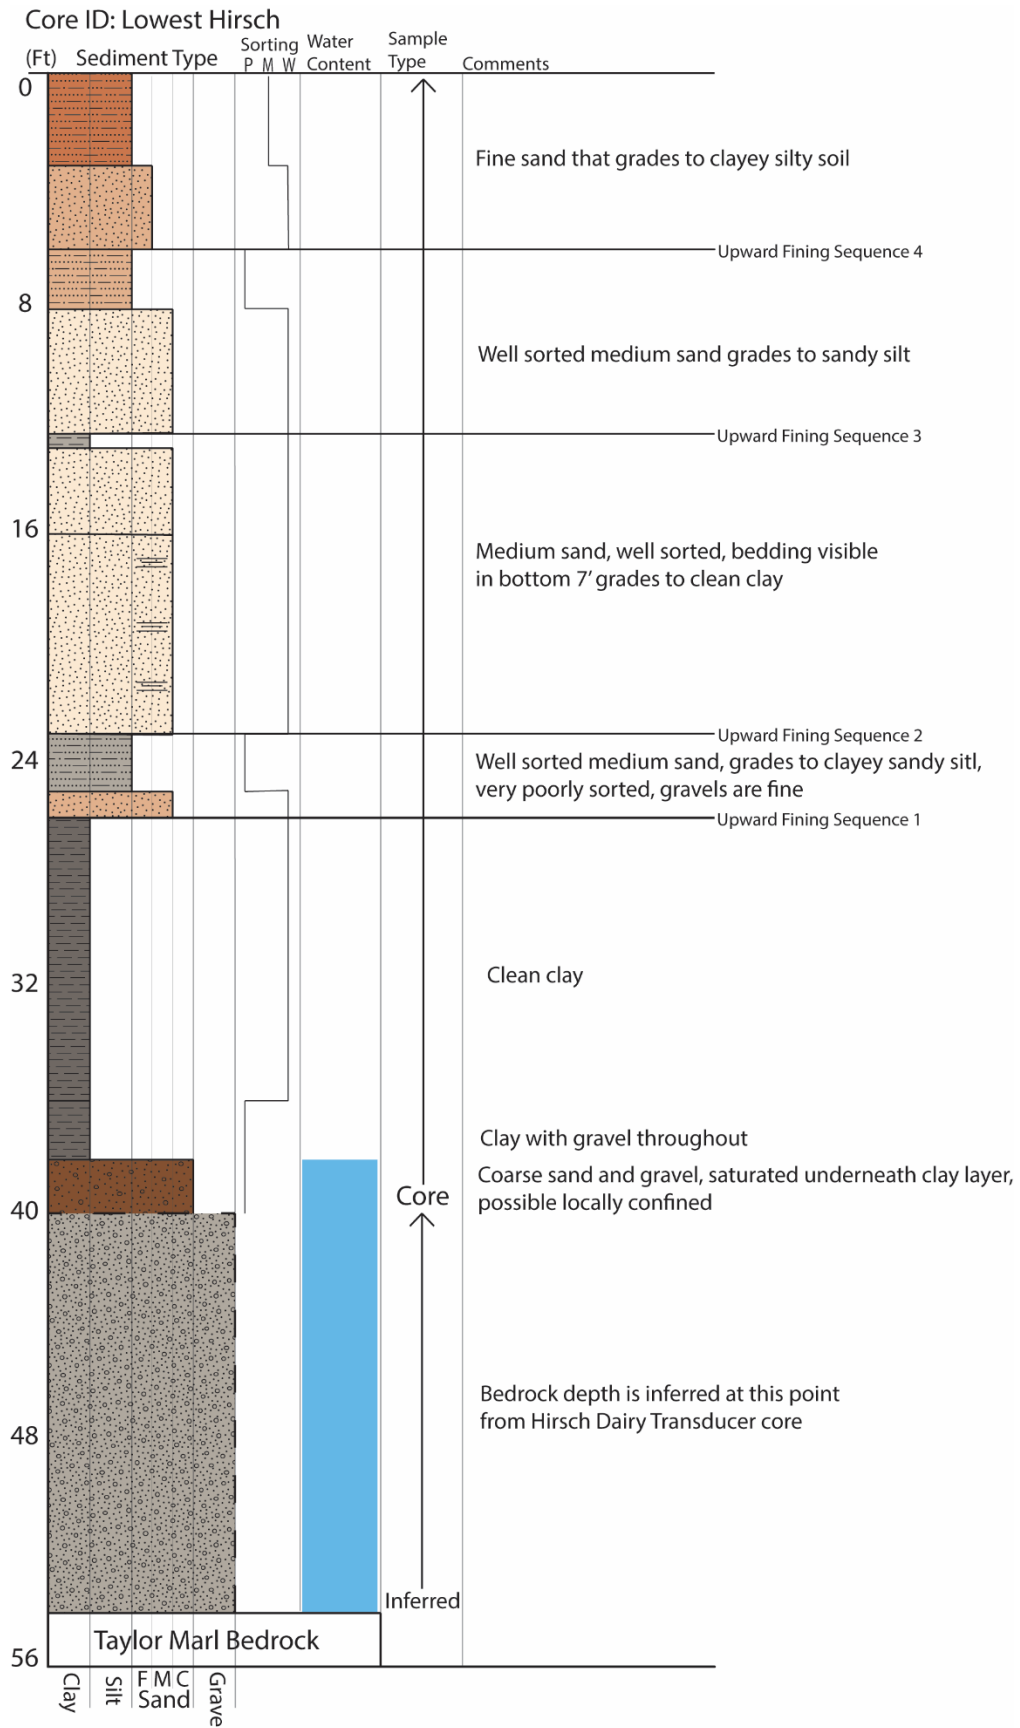 Core ID: Lowest Hirsch
(Ft) Sediment Type
Sorting
P M W
Water
Content
Sample
Type
Comments
0
Fine sand that grades to clayey silty soil
Upward Fining Sequence 4
8
Well sorted medium sand grades to sandy silt
Upward Fining Sequence 3
16
Medium sand, well sorted, bedding visible
in bottom 7' grades to clean clay
Upward Fining Sequence 2
24
Well sorted medium sand, grades to clayey sandy sitl,
very poorly sorted, gravels are fine
Upward Fining Sequence 1
32
Clean clay
Clay with gravel throughout
Coarse sand and gravel, saturated underneath clay layer,
possible locally confined
Core
40
Bedrock depth is inferred at this point
from Hirsch Dairy Transducer core
48
Inferred
Taylor Marl Bedrock
56
Clay
Silt
F M C
Sand
Grave